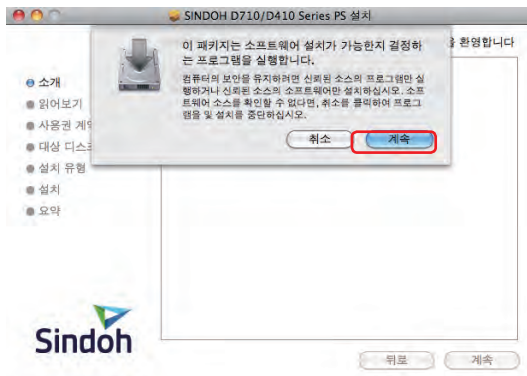 SINDOH D710/D410 Series PS 설치
이 패키지는 소프트웨어 설치가 가능한지 결정하
는 프로그램을 실행합니다.
컴퓨터의 보안을 유지하려면 신뢰된 소스의 프로그램만 실
행하거나 신뢰된 소스의 소프트웨어만 설치하십시오. 소프
트웨어 소스를 확인할 수 없다면, 취소를 클릭하여 프로그
램을 및 설치를 중단하십시오.
취소 계속
을 환영합니다
소개
읽어보기
사용권 계약
대상 디스크
설치 유형
설치
요약
Sindoh
뒤로 계속